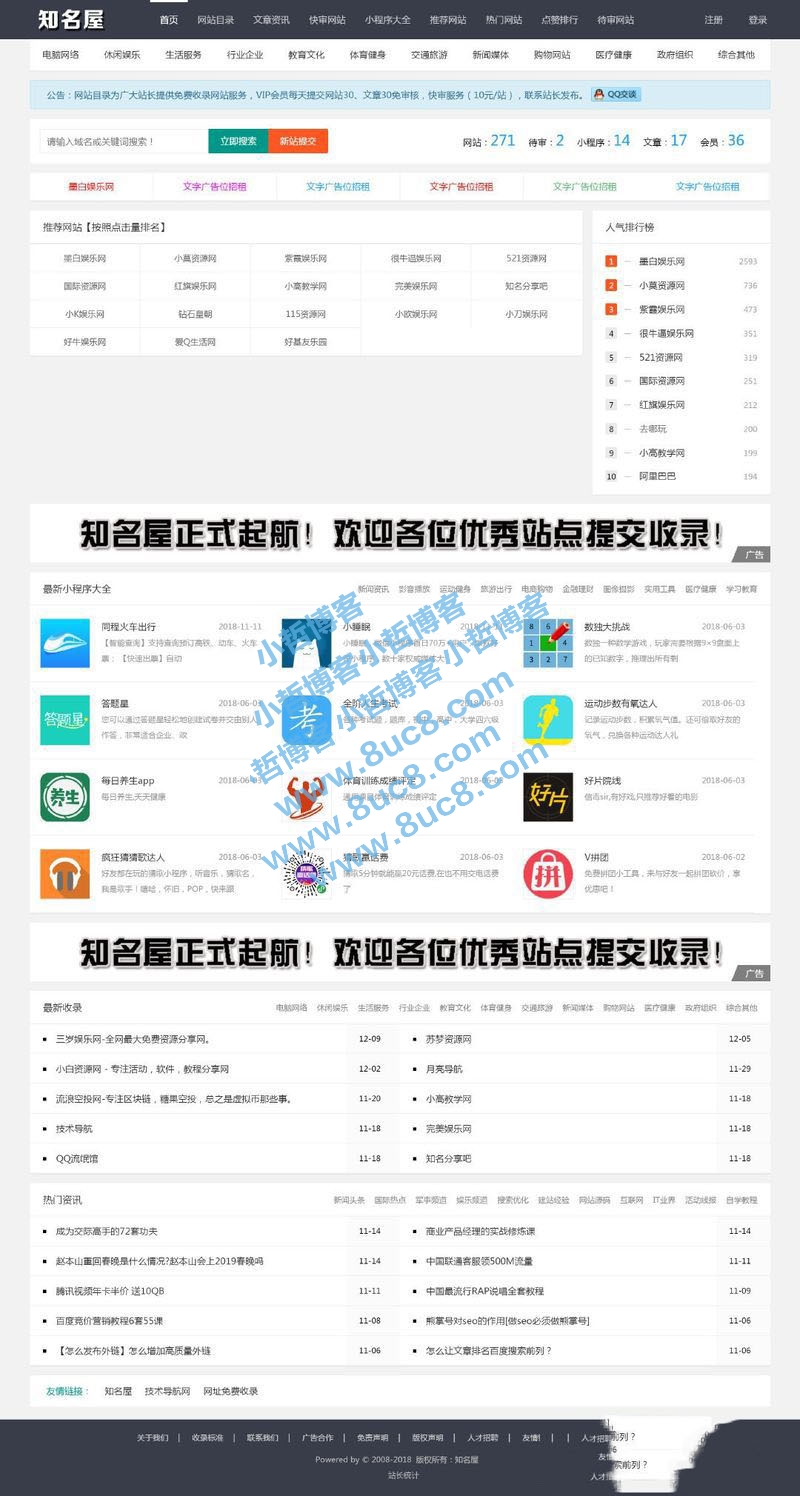 知名屋 首页 网站目录 文章资讯 快审网站 小程序大全 推荐网站 热门网站 点赞排行 待审网站 注册 登录
电脑网络 休闲娱乐 生活服务 行业企业 教育文化 体育健身 交通旅游 新闻媒体 购物网站 医疗健康 政府组织 综合其他
公告：网站目录为广大站长提供免费收录网站服务，VIP会员每天提交网站30、文章30免审核，快审服务（10元/站），联系站长发布。 QQ交谈
请输入域名或关键词搜索！ 立即搜索 新站提交 网站：271 待审：2 小程序：14 文章：17 会员：36
墨白娱乐网 文字广告位招租 文字广告位招租 文字广告位招租 文字广告位招租 文字广告位招租
推荐网站【按照点击量排名】
墨白娱乐网 小莫资源网 紫霞娱乐网 很牛逼娱乐网 521资源网
国际资源网 红旗娱乐网 小高教学网 完美娱乐网 知名分享吧
小K娱乐网 钻石皇朝 115资源网 小欧娱乐网 小刀娱乐网
好牛娱乐网 爱Q生活网 好基友乐园
人气排行榜
1 墨白娱乐网 2593
2 小莫资源网 736
3 紫霞娱乐网 473
4 很牛逼娱乐网 351
5 521资源网 319
6 国际资源网 251
7 红旗娱乐网 212
8 去哪玩 200
9 小高教学网 199
10 阿里巴巴 194
知名屋正式起航！欢迎各位优秀站点提交收录！
广告
最新小程序大全 新闻资讯 影音播放 运动健身 旅游出行 电商购物 金融理财 图像摄影 实用工具 医疗健康 学习教育
同程火车出行 2018-11-11
【智能查询】支持查询预订高铁、动车、火车
票； 【快速出票】自动
小睡眠
数独大挑战 2018-06-03
8 6
1 4
3 2 7
数独一种数学游戏，玩家需要根据9×9盘面上
的已知数字，推理出所有剩
答题星 2018-06-03
答题星
您可以通过答题星轻松地创建试卷并交由别人
作答，非常适合企业、政
考
2018-06-03
运动步数有氧达人 2018-06-03
记录运动步数，积累氧气值。还可偷取好友的
氧气，兑换各种运动达人礼
每日养生app 2018-06-03
养生
每日养生,天天健康
体育训练成绩评定
好片院线 2018-06-03
好片
信市sir,有好戏,只推荐好看的电影
疯狂猜猜歌达人 2018-06-03
好友都在玩的猜歌小程序，听音乐，猜歌名，
我是歌手！嘻哈，怀旧，POP，快来跟
猜歌赢话费 2018-06-03
猜歌5分钟就能赢20元话费,在也不用交电话费
了
V拼团 2018-06-02
拼
免费拼团小工具，来与好友一起拼团砍价，享
优惠吧！
小哲博客 小哲博客 小哲博客
哲博客 小哲博客 小哲博客
www.8uc8.com
www.8uc8.com
www.8uc8.com
知名屋正式起航！欢迎各位优秀站点提交收录！
广告
最新收录 电脑网络 休闲娱乐 生活服务 行业企业 教育文化 体育健身 交通旅游 新闻媒体 购物网站 医疗健康 政府组织 综合其他
三岁娱乐网-全网最大免费资源分享网。 12-09 苏梦资源网 12-05
小白资源网 - 专注活动，软件，教程分享网 12-02 月亮导航 11-29
流浪空投网-专注区块链，糖果空投，总之是虚拟币那些事。 11-20 小高教学网 11-18
技术导航 11-18 完美娱乐网 11-18
QQ流氓馆 11-18 知名分享吧 11-18
热门资讯 新闻头条 国际热点 军事频道 娱乐频道 搜索优化 建站经验 网站源码 互联网 IT业界 活动线报 自学教程
成为交际高手的72套功夫 11-14 商业产品经理的实战修炼课 11-14
赵本山重回春晚是什么情况?赵本山会上2019春晚吗 11-14 中国联通客服领500M流量 11-11
腾讯视频年卡半价 送10QB 11-11 中国最流行RAP说唱全套教程 11-09
百度竞价营销教程6套55课 11-08 熊掌号对seo的作用[做seo必须做熊掌号] 11-06
【怎么发布外链】怎么增加高质量外链 11-06 怎么让文章排名百度搜索前列？ 11-06
友情链接： 知名屋 技术导航网 网址免费收录
关于我们 | 收录标准 | 联系我们 | 广告合作 | 免责声明 | 版权声明 | 人才招聘 | 友情! | | 人才招聘
Powered by © 2008-2018 版权所有：知名屋
站长统计
前列？
索前列？